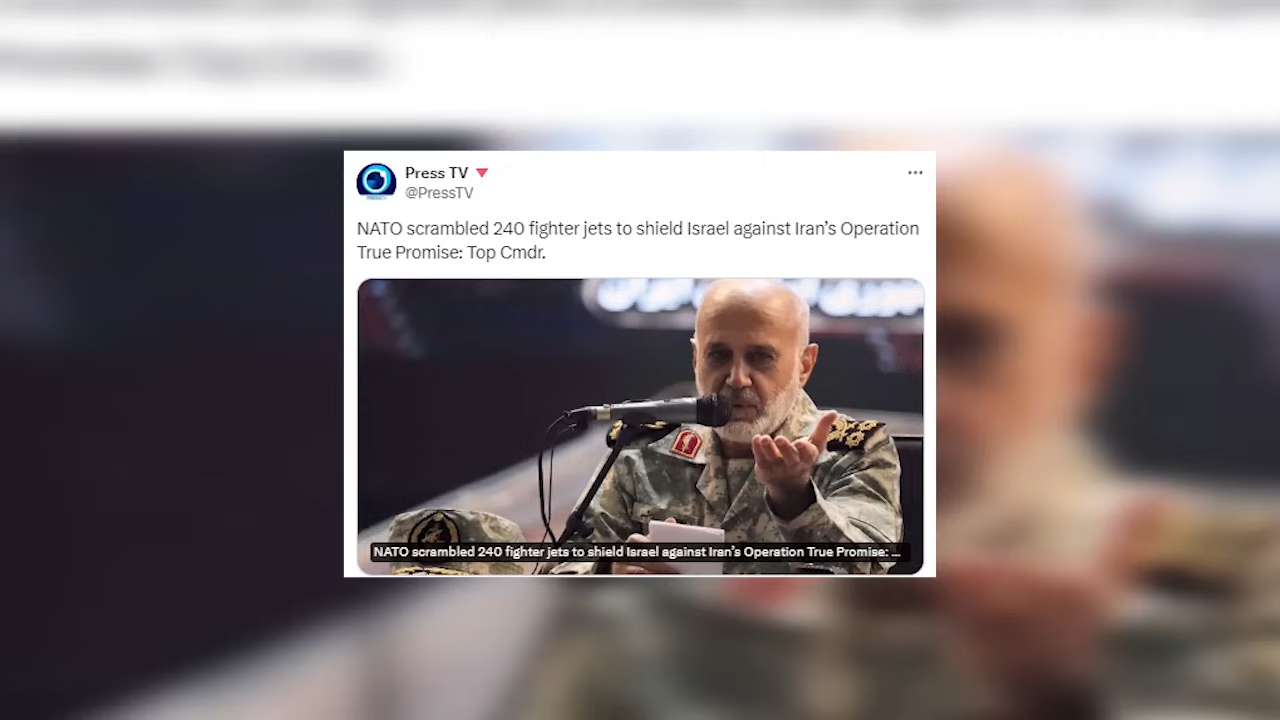 Press TV
@PressTV
NATO scrambled 240 fighter jets to shield Israel against Iran’s Operation
True Promise: Top Cmdr.
NATO scrambled 240 fighter jets to shield Israel against Iran’s Operation True Promise: ...